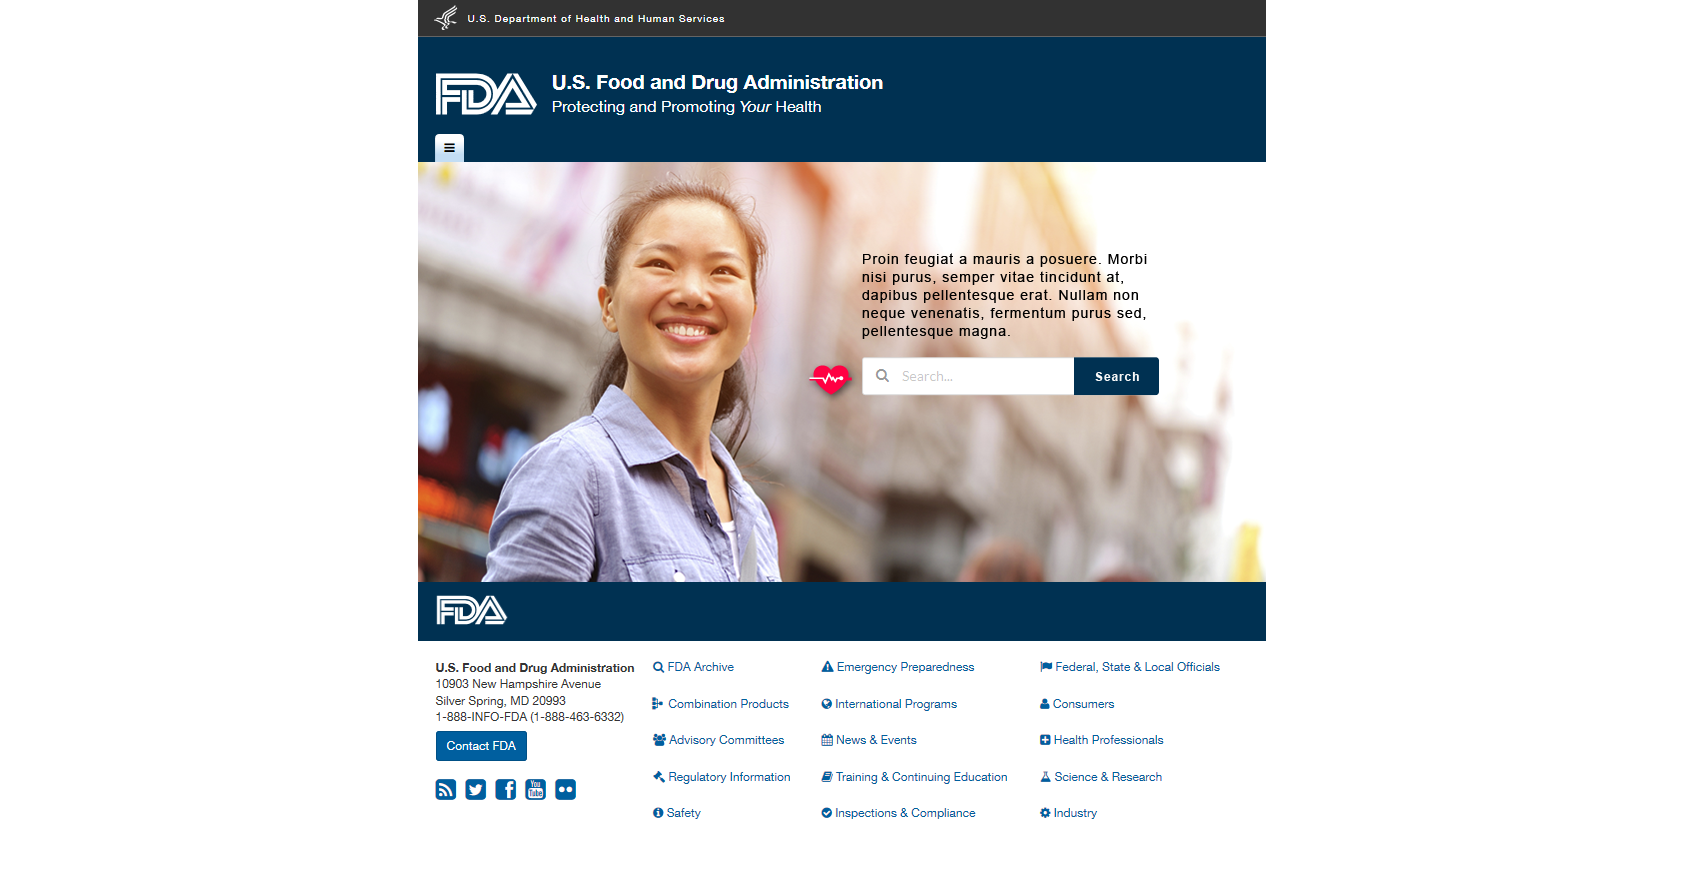 U.S. Department of Health and Human Services
FDA
U.S. Food and Drug Administration
Protecting and Promoting Your Health
Proin feugiat a mauris a posuere. Morbi
nisi purus, semper vitae tincidunt at,
dapibus pellentesque erat. Nullam non
neque venenatis, fermentum purus sed,
pellentesque magna.
Search...
Search
FDA
U.S. Food and Drug Administration
10903 New Hampshire Avenue
Silver Spring, MD 20993
1-888-INFO-FDA (1-888-463-6332)
Contact FDA
You
Tube
FDA Archive
Combination Products
Advisory Committees
Regulatory Information
Safety
Emergency Preparedness
International Programs
News & Events
Training & Continuing Education
Inspections & Compliance
Federal, State & Local Officials
Consumers
Health Professionals
Science & Research
Industry